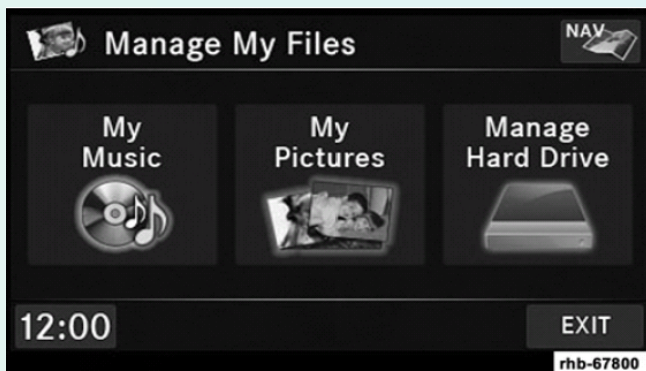 Manage My Files
NAV
My
Music
My
Pictures
Manage
Hard Drive
12:00
EXIT
rhb-67800